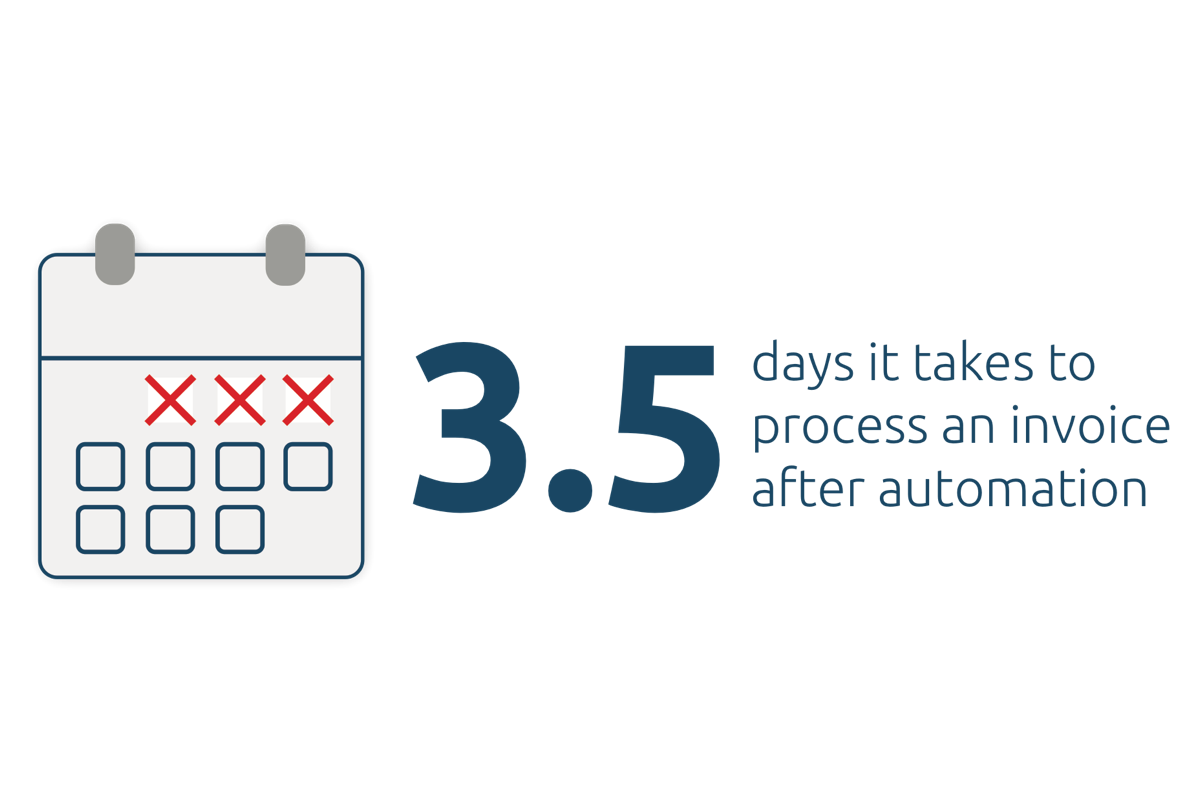 3.5
days it takes to
process an invoice
after automation